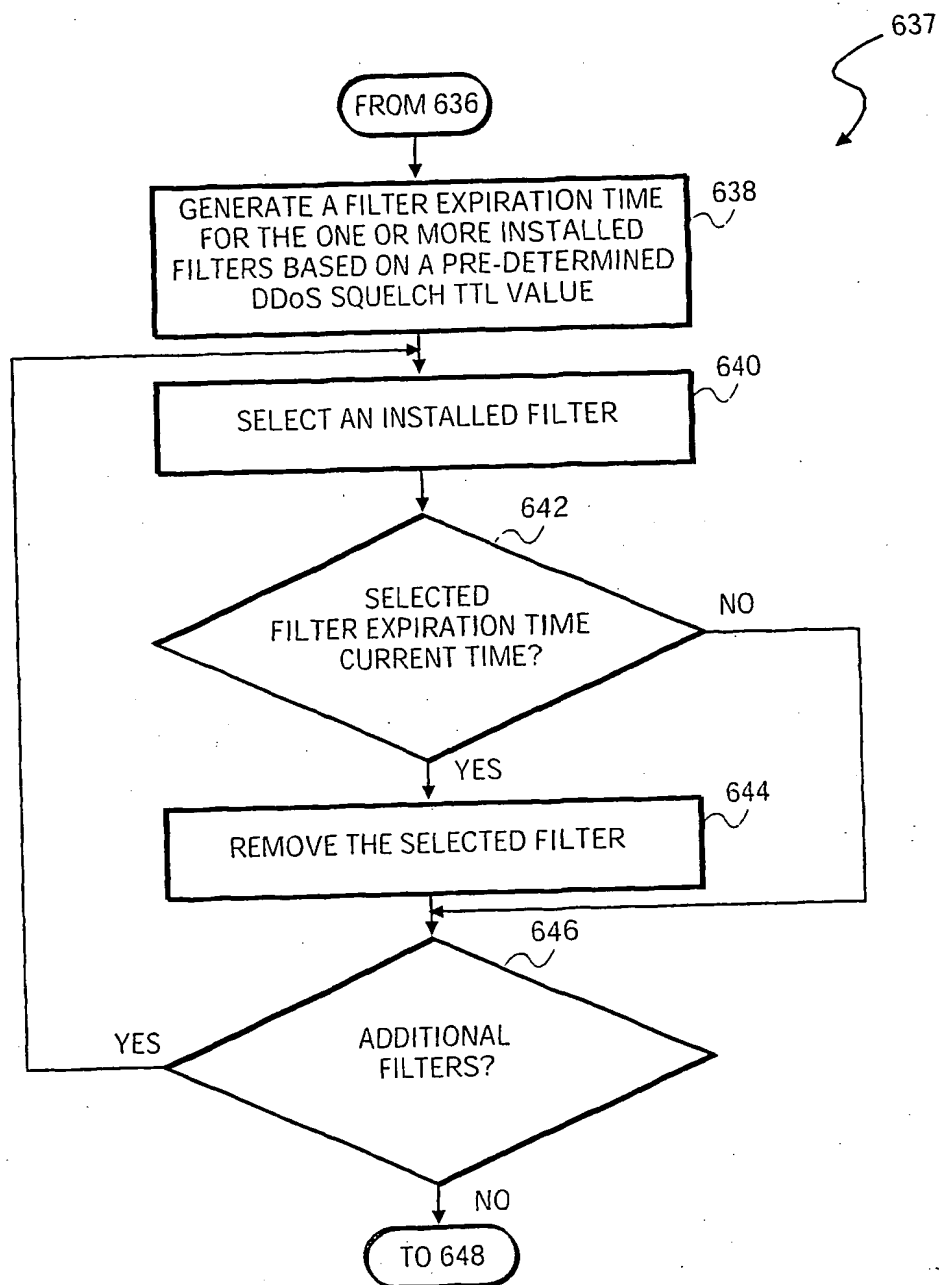 637
FROM 636
GENERATE A FILTER EXPIRATION TIME
FOR THE ONE OR MORE INSTALLED
FILTERS BASED ON A PRE-DETERMINED
DDoS SQUELCH TTL VALUE
638
640
SELECT AN INSTALLED FILTER
642
SELECTED
FILTER EXPIRATION TIME
CURRENT TIME?
NO
YES
644
REMOVE THE SELECTED FILTER
646
ADDITIONAL
FILTERS?
YES
NO
TO 648